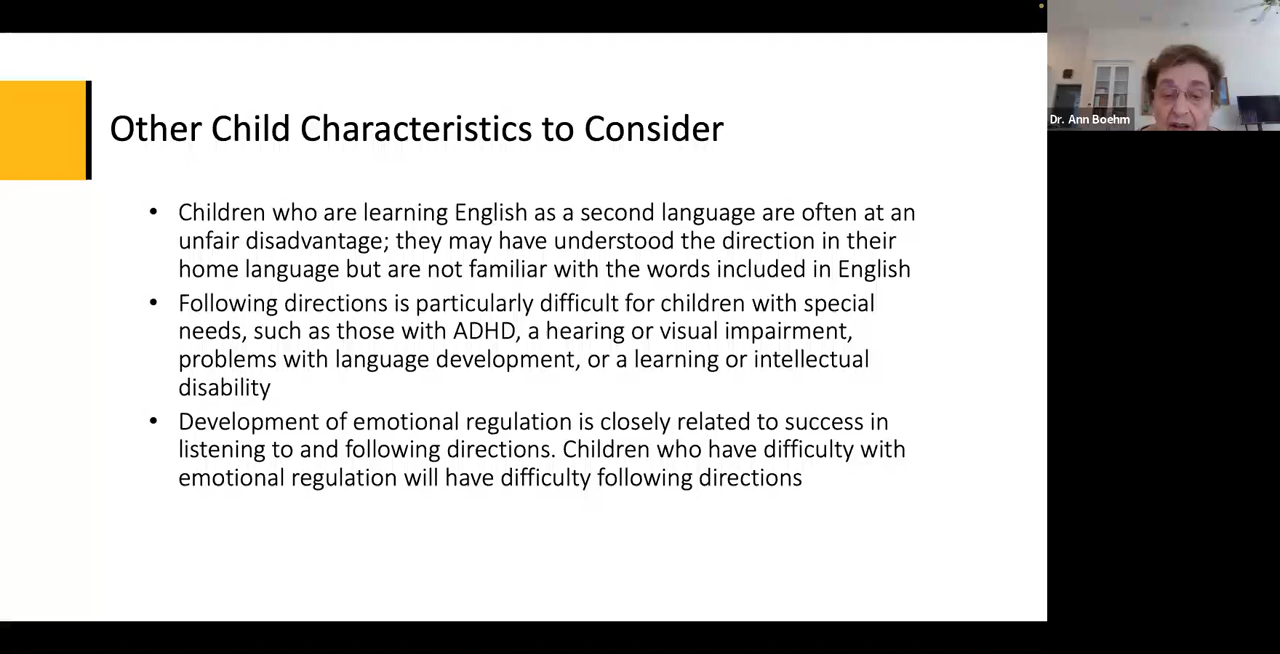 Other Child Characteristics to Consider
• Children who are learning English as a second language are often at an
unfair disadvantage; they may have understood the direction in their
home language but are not familiar with the words included in English
• Following directions is particularly difficult for children with special
needs, such as those with ADHD, a hearing or visual impairment,
problems with language development, or a learning or intellectual
disability
• Development of emotional regulation is closely related to success in
listening to and following directions. Children who have difficulty with
emotional regulation will have difficulty following directions
Dr. Ann Boehm